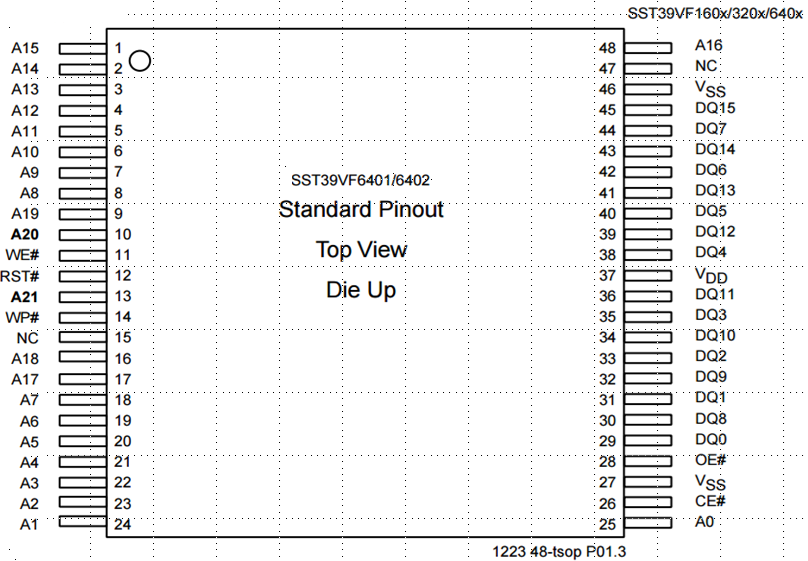 SST39VF160x/320x/640x
A15 1 48 A16
A14 2 47 NC
A13 3 46 VSS
A12 4 45 DQ15
A11 5 44 DQ7
A10 6 43 DQ14
A9 7 42 DQ6
A8 8 41 DQ13
A19 9 40 DQ5
A20 10 39 DQ12
WE# 11 38 DQ4
RST# 12 37 VDD
A21 13 36 DQ11
WP# 14 35 DQ3
NC 15 34 DQ10
A18 16 33 DQ2
A17 17 32 DQ9
A7 18 31 DQ1
A6 19 30 DQ8
A5 20 29 DQ0
A4 21 28 OE#
A3 22 27 VSS
A2 23 26 CE#
A1 24 25 A0
SST39VF6401/6402
Standard Pinout
Top View
Die Up
1223 48-tsop P01.3